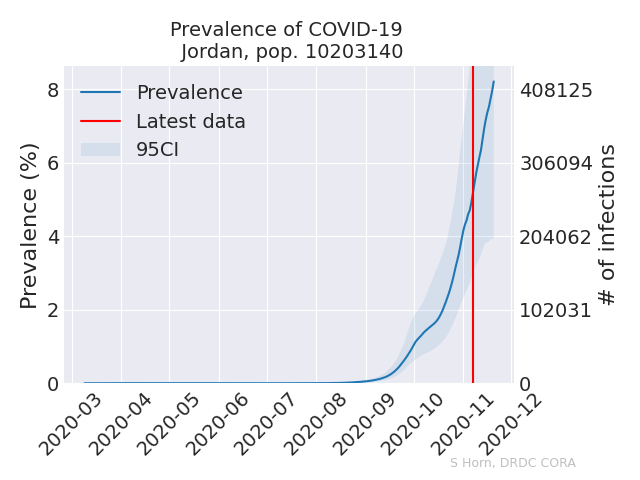 Prevalence of COVID-19
Jordan, pop. 10203140
Prevalence
Latest data
95CI
Prevalence (%)
8
6
4
2
0
408125
306094
204062
102031
0
# of infections
2020-03
2020-04
2020-05
2020-06
2020-07
2020-08
2020-09
2020-10
2020-11
2020-12
S Horn, DRDC CORA